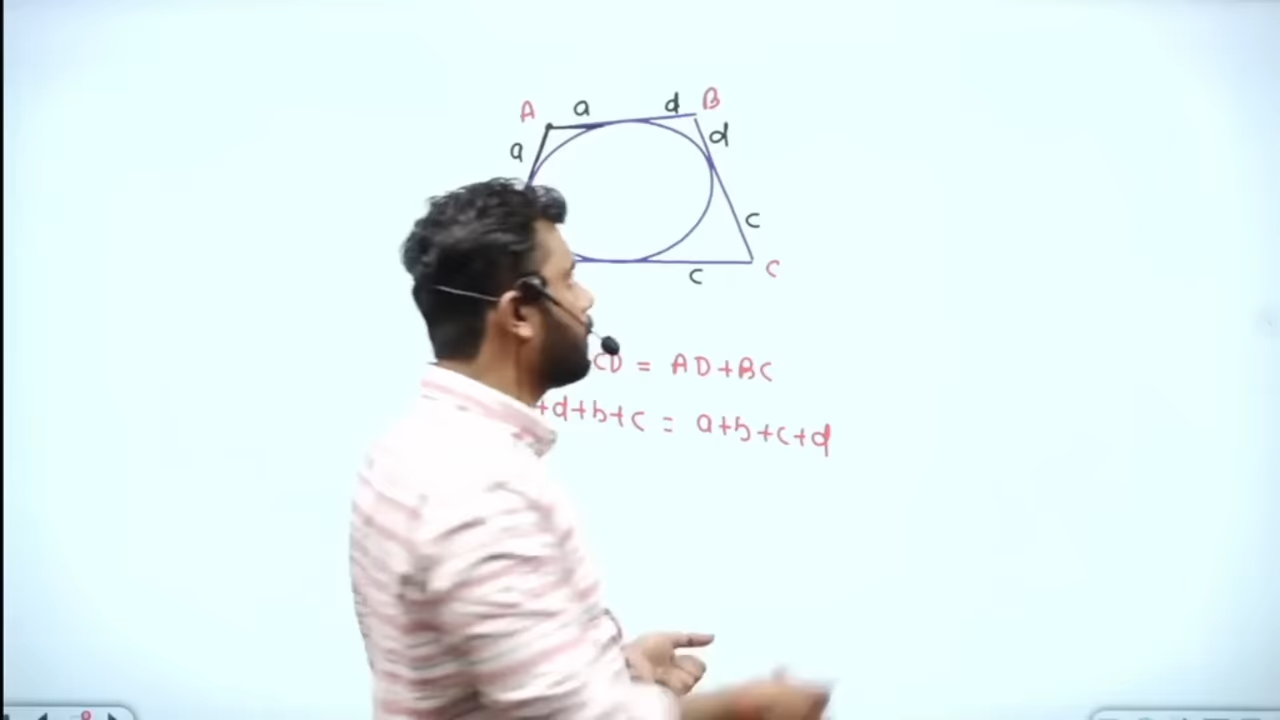 A a d B
a d
c
c C
CD = AD+BC
+d+b+c = a+b+c+d